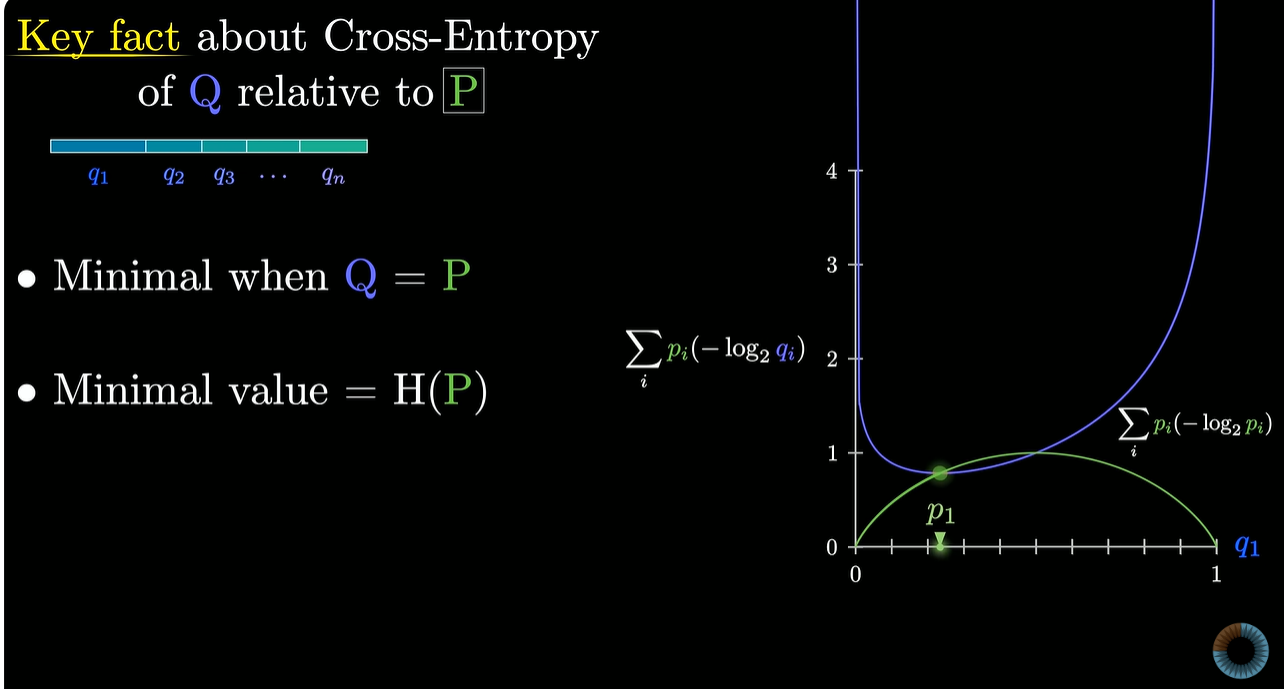 Key fact about Cross-Entropy
of Q relative to P
q₁ q₂ q₃ ⋯ qₙ
• Minimal when Q = P
• Minimal value = H(P)
∑ᵢ pᵢ(−log₂ qᵢ)
∑ᵢ pᵢ(−log₂ pᵢ)
4
3
2
1
0
p₁
q₁
0 1